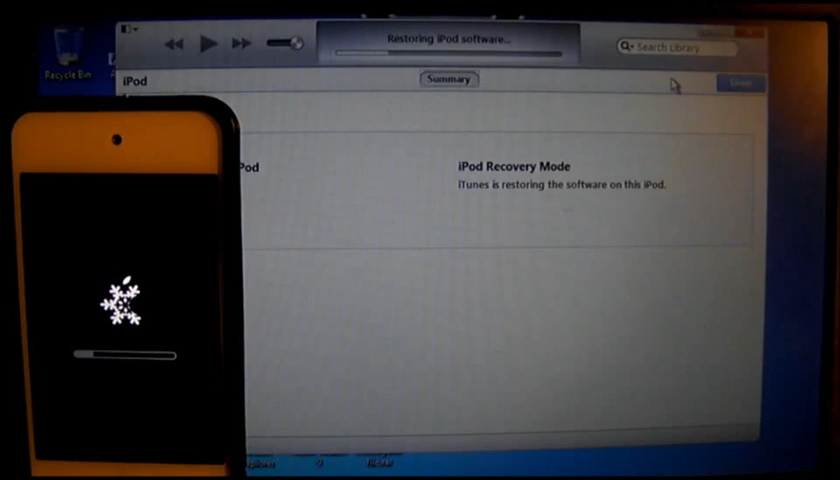 Restoring iPod software...
Search Library
Recycle Bin
iPod
Summary
Pod
iPod Recovery Mode
iTunes is restoring the software on this iPod.